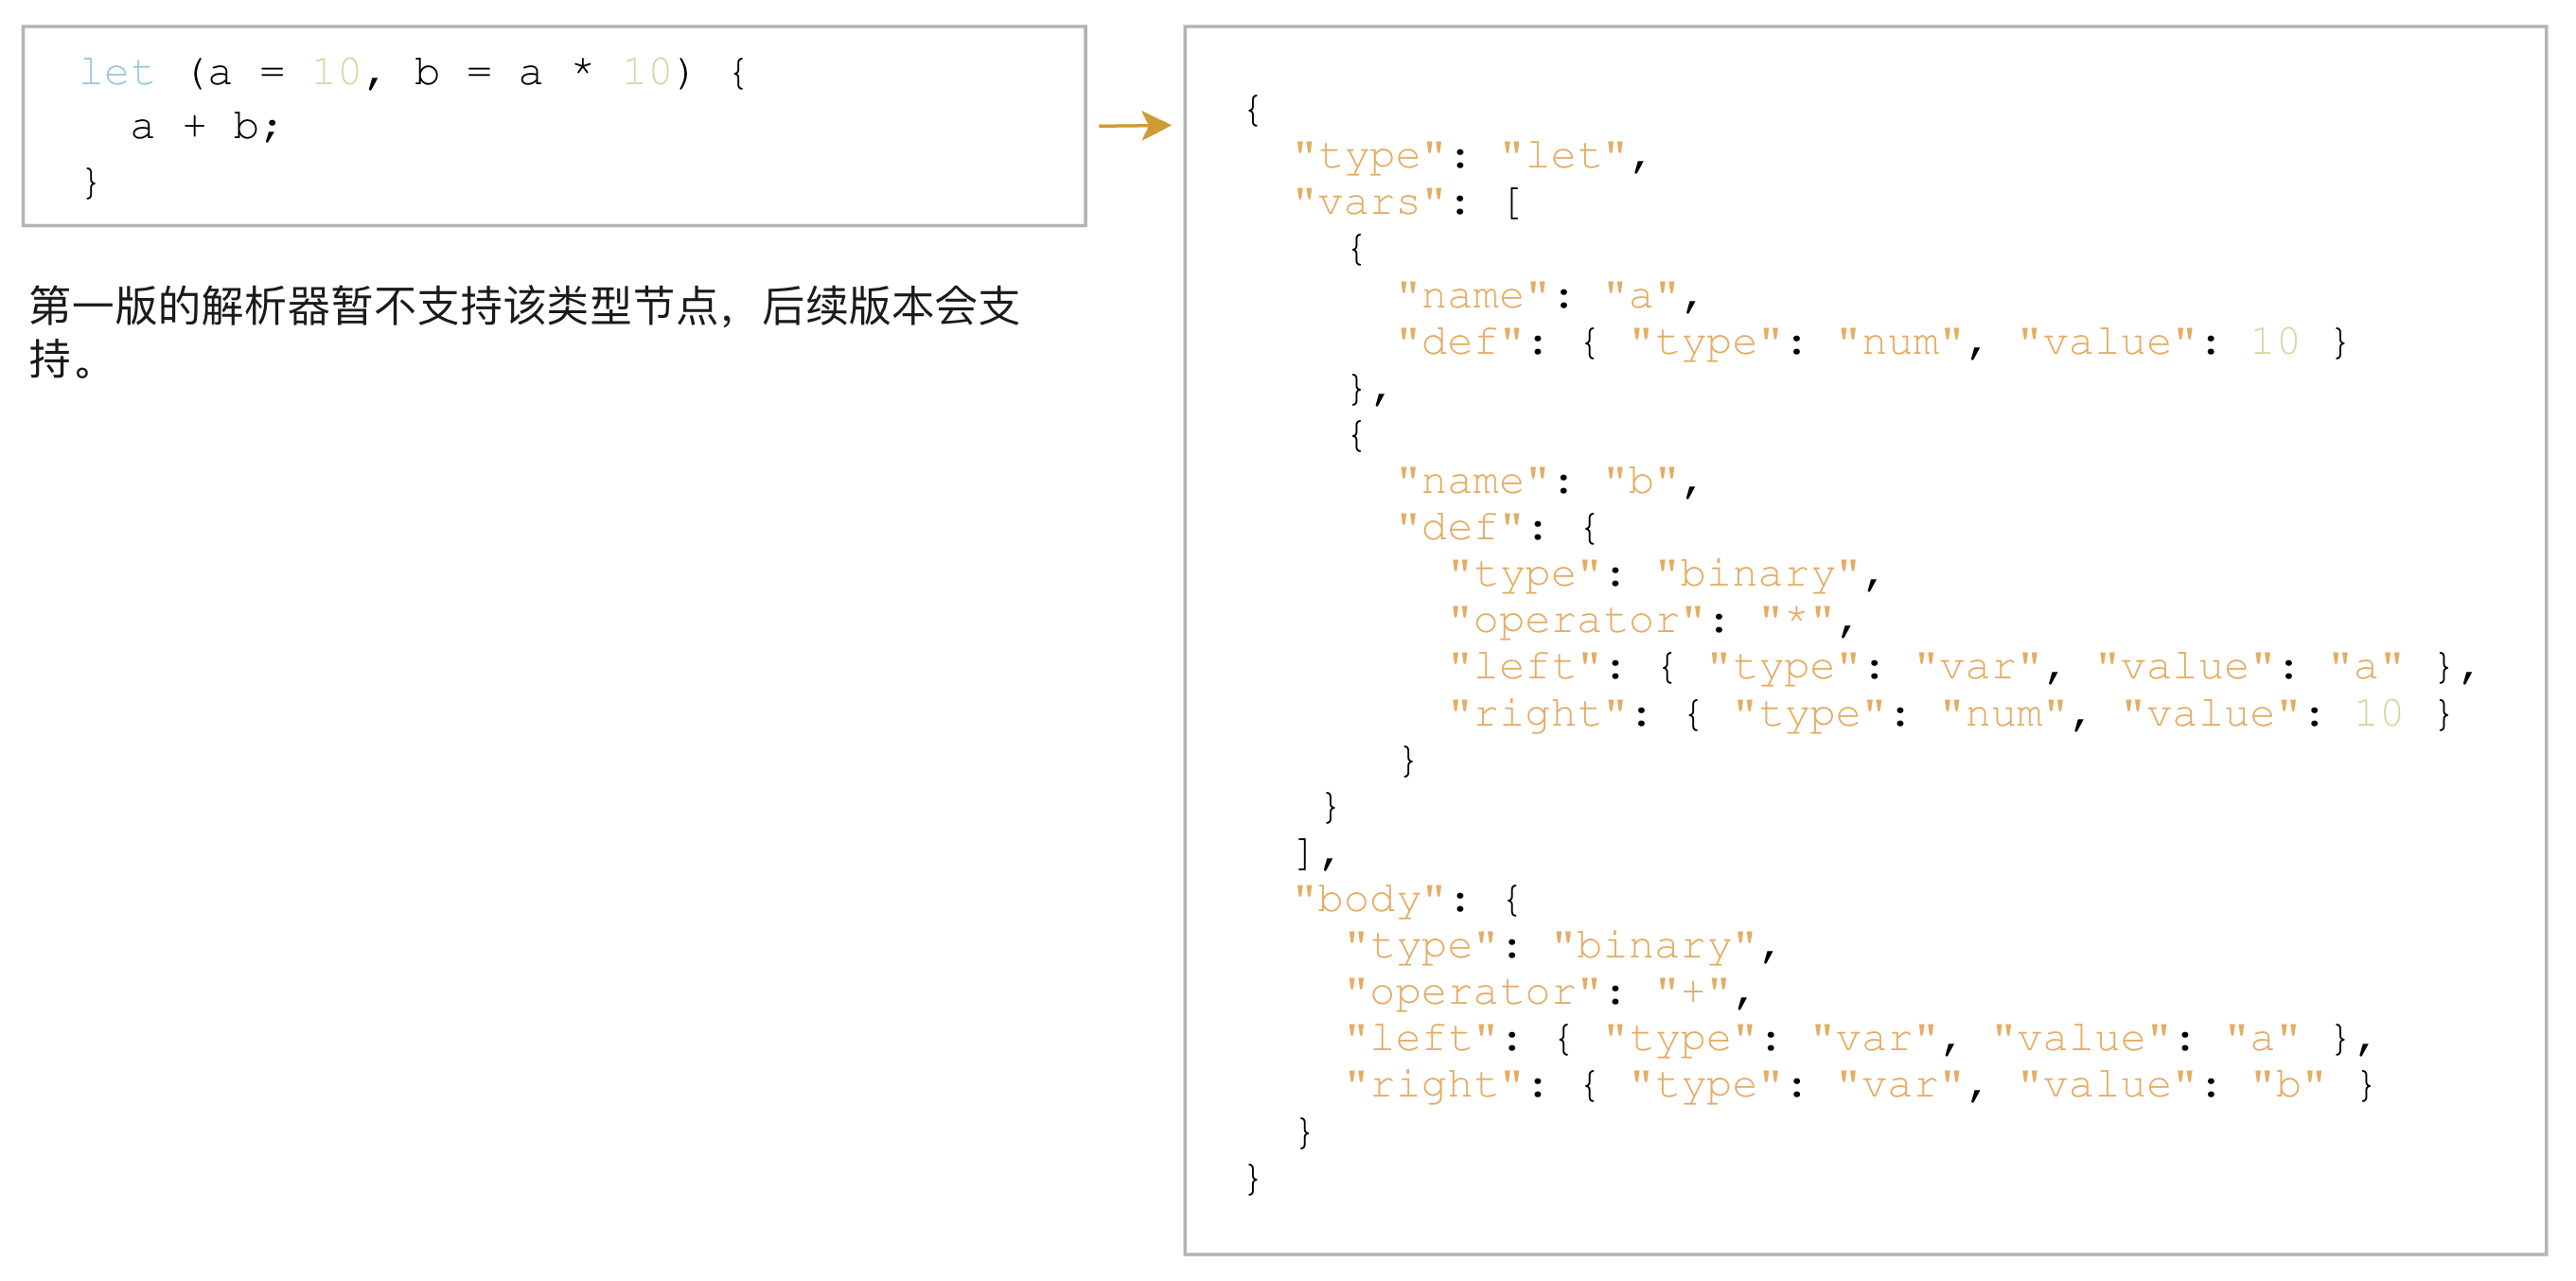 let (a = 10, b = a * 10) {
  a + b;
}
第一版的解析器暂不支持该类型节点，后续版本会支
持。
{
  "type": "let",
  "vars": [
    {
      "name": "a",
      "def": { "type": "num", "value": 10 }
    },
    {
      "name": "b",
      "def": {
        "type": "binary",
        "operator": "*",
        "left": { "type": "var", "value": "a" },
        "right": { "type": "num", "value": 10 }
      }
   }
  ],
  "body": {
    "type": "binary",
    "operator": "+",
    "left": { "type": "var", "value": "a" },
    "right": { "type": "var", "value": "b" }
  }
}